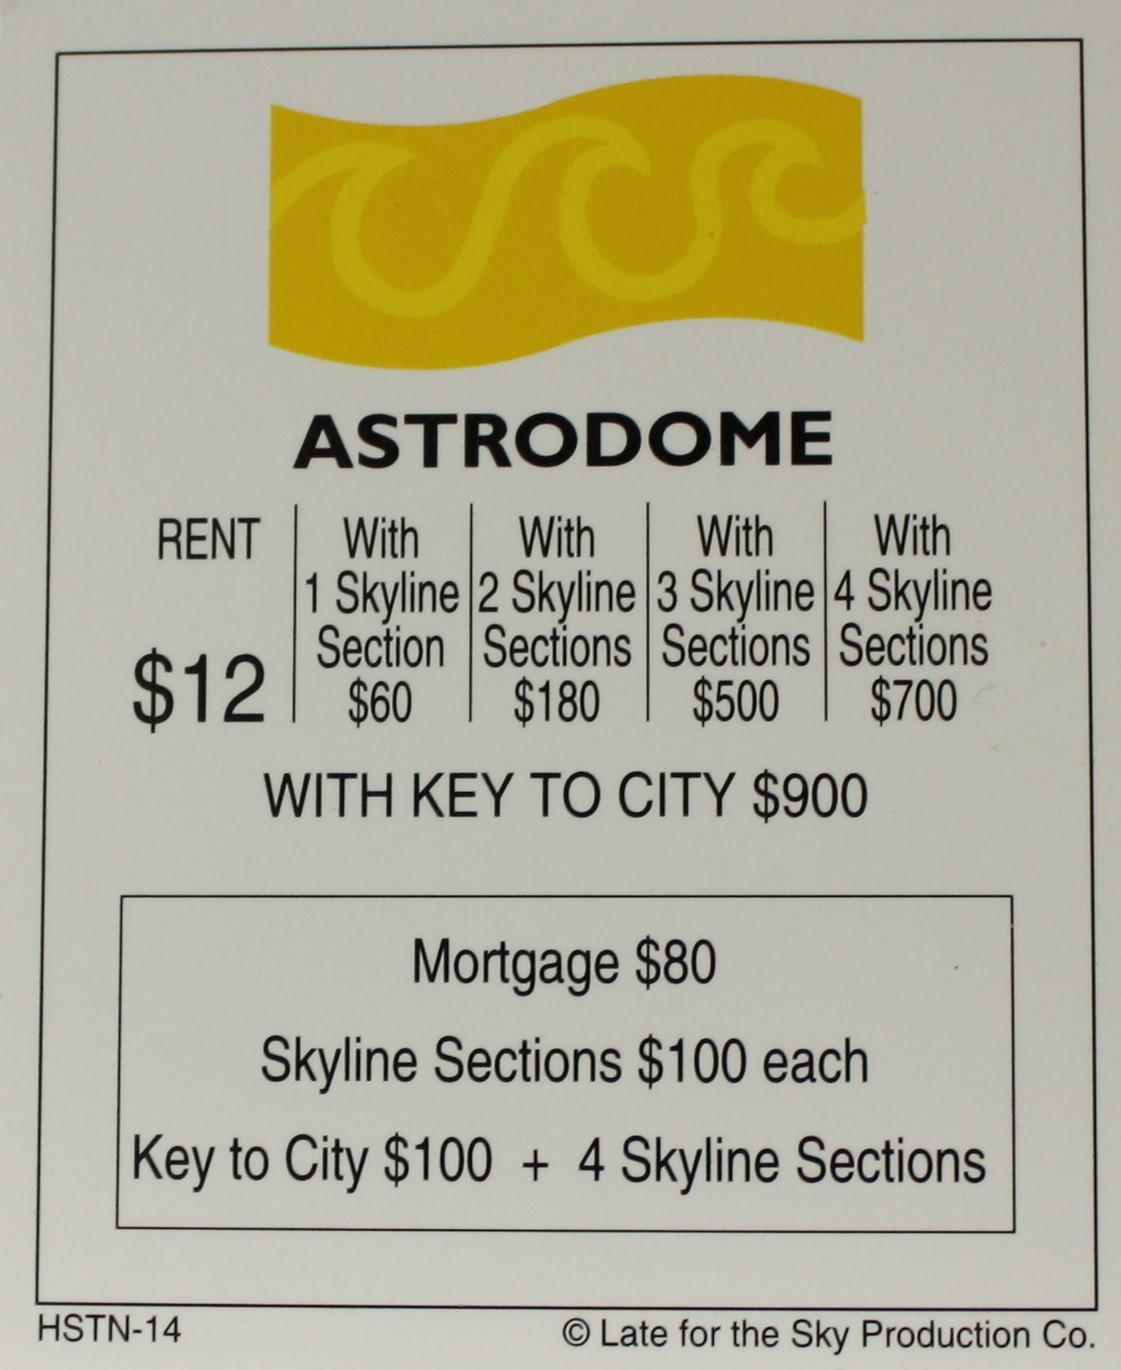 ASTRODOME
RENT
$12
With
1 Skyline
Section
$60
With
2 Skyline
Sections
$180
With
3 Skyline
Sections
$500
With
4 Skyline
Sections
$700
WITH KEY TO CITY $900
Mortgage $80
Skyline Sections $100 each
Key to City $100 + 4 Skyline Sections
HSTN-14
© Late for the Sky Production Co.